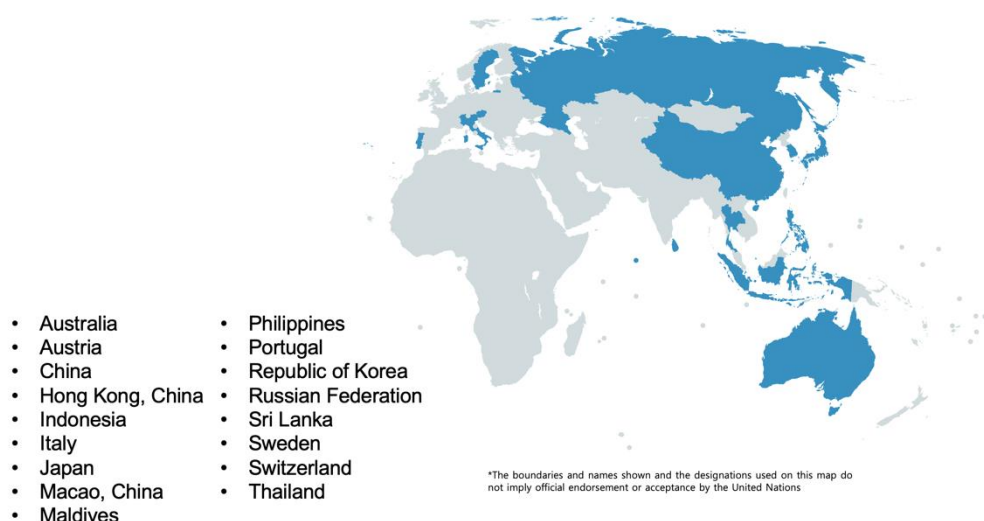 • Australia
• Austria
• China
• Hong Kong, China
• Indonesia
• Italy
• Japan
• Macao, China
• Maldives
• Philippines
• Portugal
• Republic of Korea
• Russian Federation
• Sri Lanka
• Sweden
• Switzerland
• Thailand
*The boundaries and names shown and the designations used on this map do
not imply official endorsement or acceptance by the United Nations